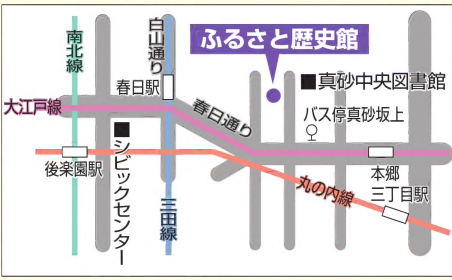 南北線
白山通り
ふるさと歴史館
春日駅
■真砂中央図書館
大江戸線
春日通り
バス停真砂坂上
■シビックセンター
後楽園駅
三田線
丸の内線
本郷
三丁目駅